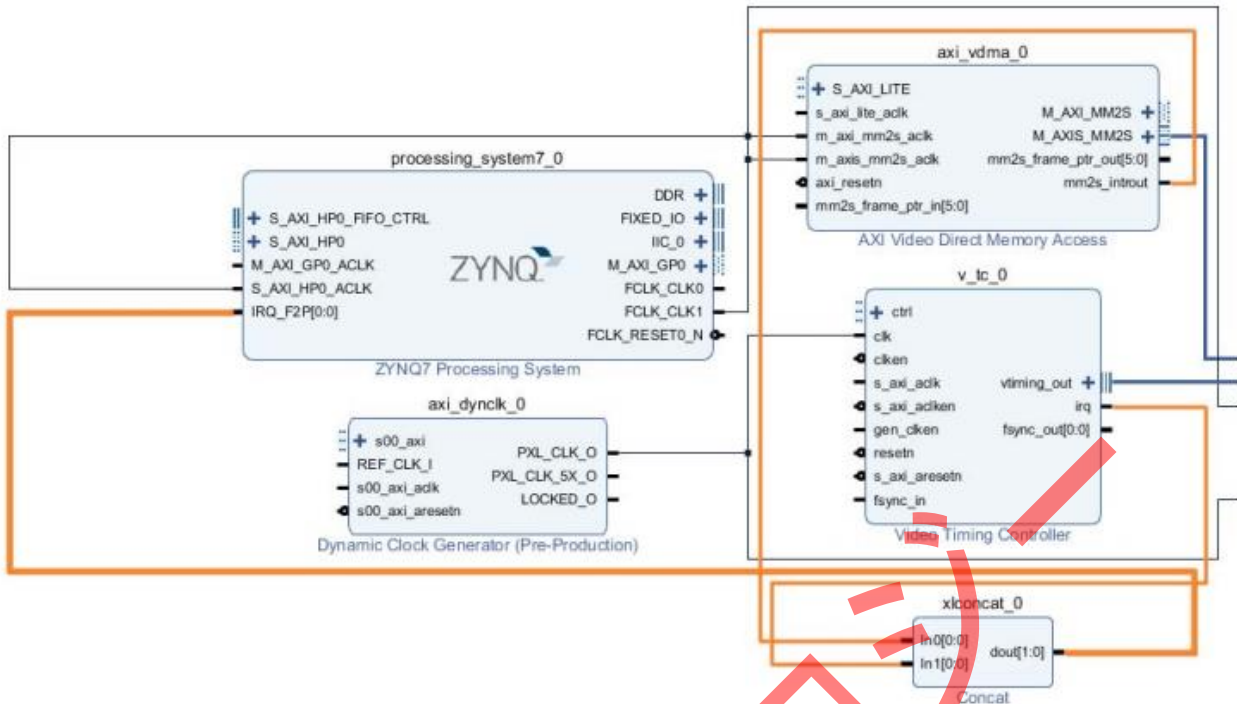 axi_vdma_0
S_AXI_LITE
s_axi_lite_aclk
m_axi_mm2s_aclk
m_axis_mm2s_aclk
axi_resetn
mm2s_frame_ptr_in[5:0]
M_AXI_MM2S
M_AXIS_MM2S
mm2s_frame_ptr_out[5:0]
mm2s_introut
AXI Video Direct Memory Access
processing_system7_0
S_AXI_HP0_FIFO_CTRL
S_AXI_HP0
M_AXI_GP0_ACLK
S_AXI_HP0_ACLK
IRQ_F2P[0:0]
ZYNQ
DDR
FIXED_IO
IIC_0
M_AXI_GP0
FCLK_CLK0
FCLK_CLK1
FCLK_RESET0_N
ZYNQ7 Processing System
v_tc_0
ctrl
clk
clken
s_axi_aclk
s_axi_aclken
gen_clken
resetn
s_axi_aresetn
fsync_in
vtiming_out
irq
fsync_out[0:0]
Video Timing Controller
axi_dynclk_0
s00_axi
REF_CLK_I
s00_axi_aclk
s00_axi_aresetn
PXL_CLK_O
PXL_CLK_5X_O
LOCKED_O
Dynamic Clock Generator (Pre-Production)
xlconcat_0
In0[0:0]
In1[0:0]
dout[1:0]
Concat